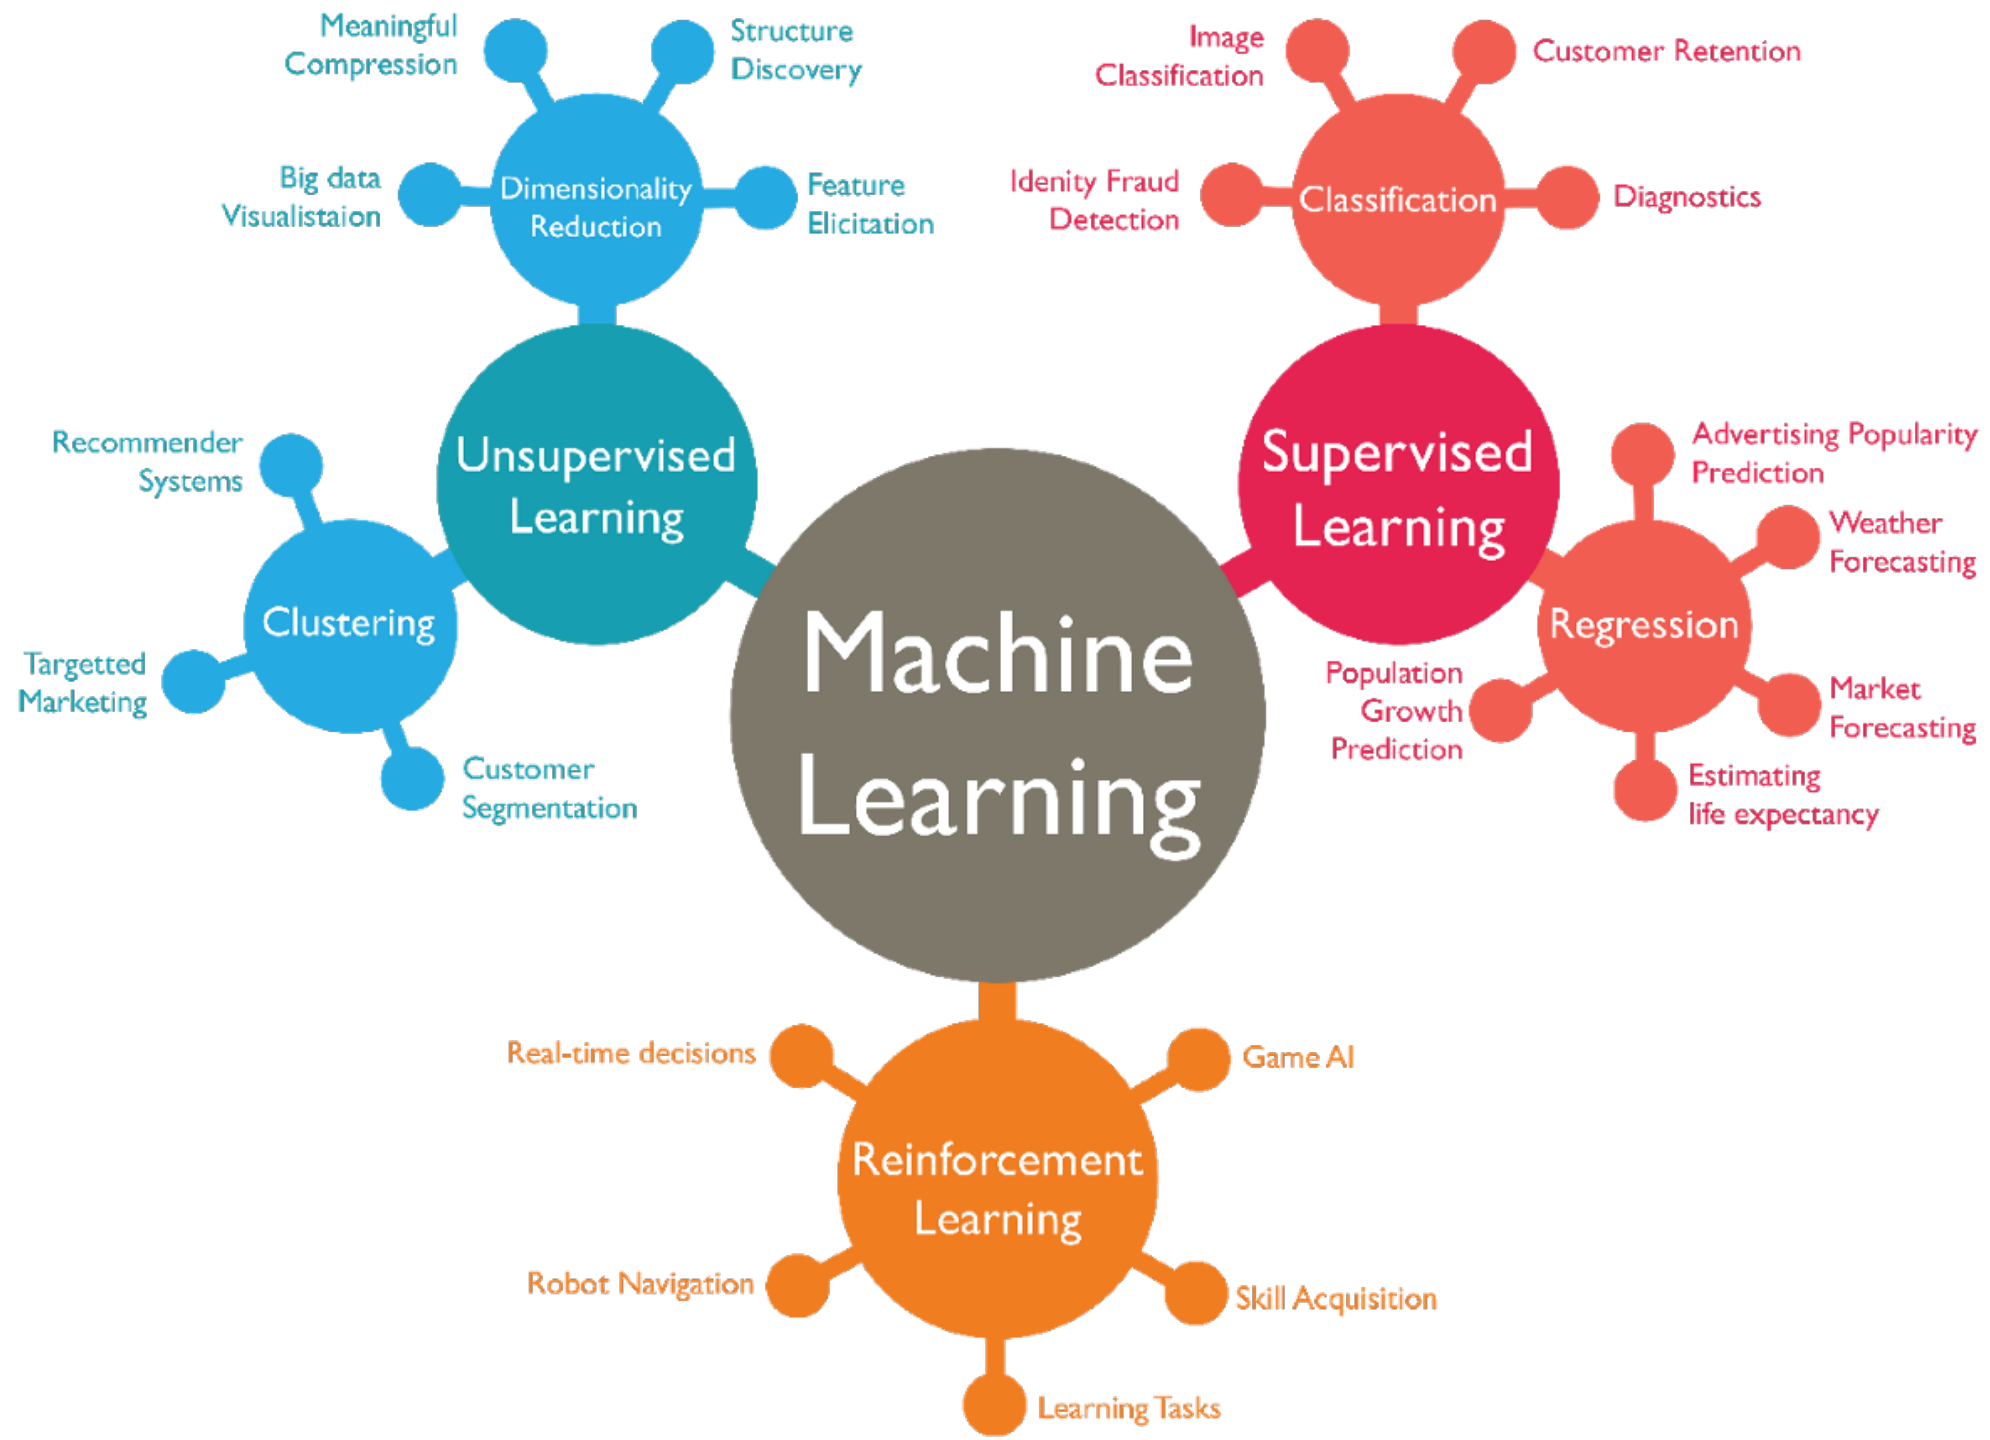 Meaningful
Compression
Structure
Discovery
Big data
Visualistaion
Dimensionality
Reduction
Feature
Elicitation
Image
Classification
Customer Retention
Idenity Fraud
Detection
Classification
Diagnostics
Recommender
Systems
Unsupervised
Learning
Clustering
Targetted
Marketing
Customer
Segmentation
Supervised
Learning
Advertising Popularity
Prediction
Weather
Forecasting
Regression
Population
Growth
Prediction
Market
Forecasting
Estimating
life expectancy
Machine
Learning
Real-time decisions
Game AI
Reinforcement
Learning
Robot Navigation
Skill Acquisition
Learning Tasks